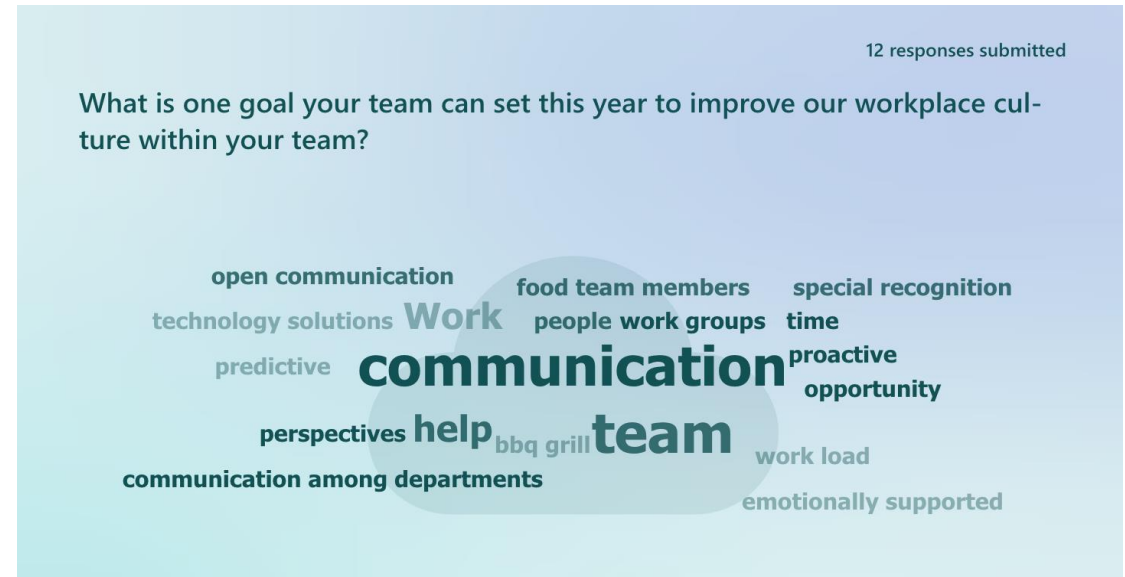 12 responses submitted
What is one goal your team can set this year to improve our workplace cul-
ture within your team?
open communication
food team members
special recognition
technology solutions
Work
people
work groups
time
predictive
communication
proactive
opportunity
perspectives
help
bbq grill
team
work load
communication among departments
emotionally supported